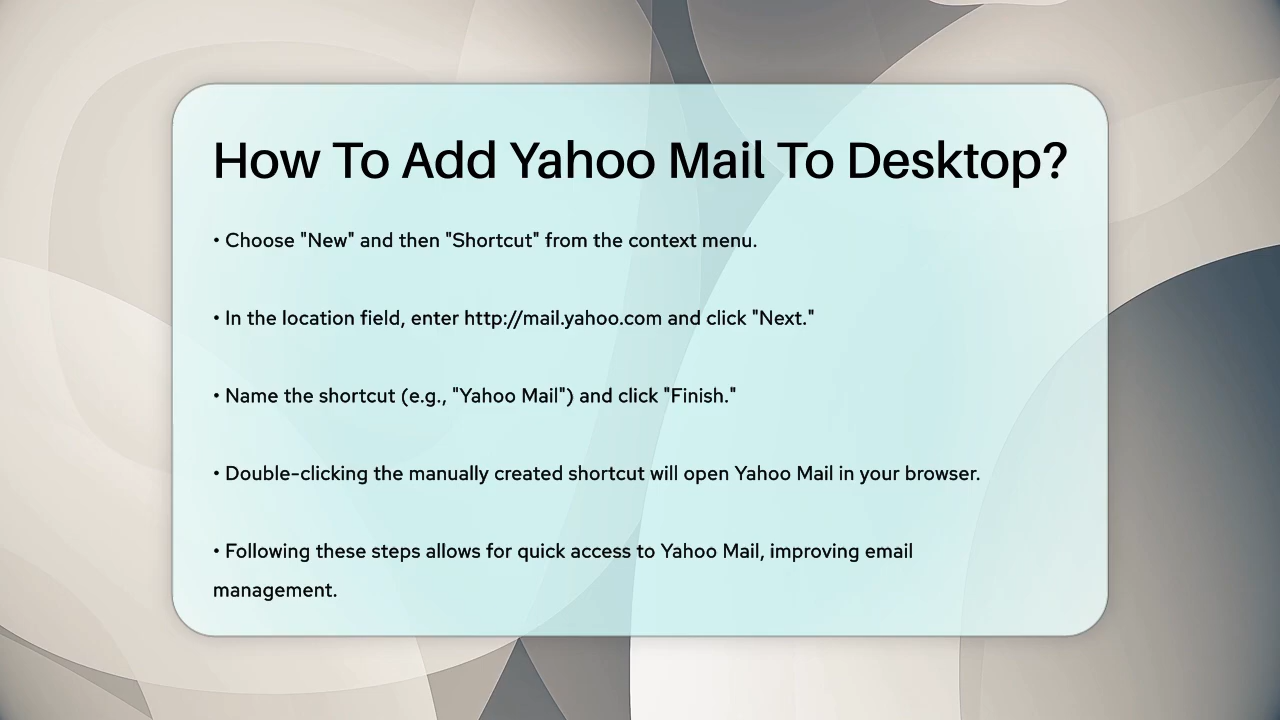 How To Add Yahoo Mail To Desktop?
• Choose "New" and then "Shortcut" from the context menu.
• In the location field, enter http://mail.yahoo.com and click "Next."
• Name the shortcut (e.g., "Yahoo Mail") and click "Finish."
• Double-clicking the manually created shortcut will open Yahoo Mail in your browser.
• Following these steps allows for quick access to Yahoo Mail, improving email
management.